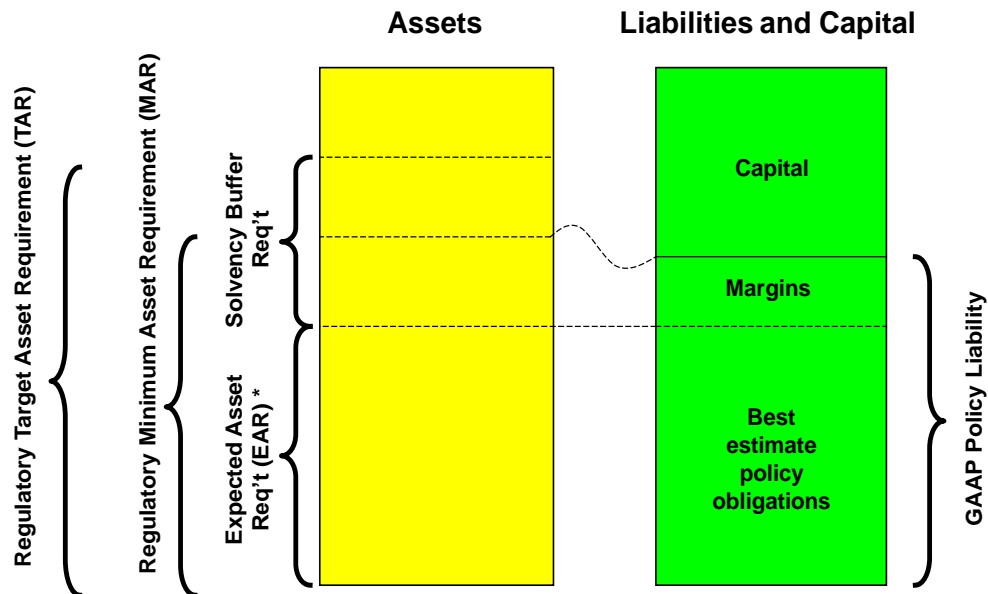 Assets
Liabilities and Capital
Regulatory Target Asset Requirement (TAR)
Regulatory Minimum Asset Requirement (MAR)
Solvency Buffer
Req't
Expected Asset
Req't (EAR) *
Capital
Margins
Best
estimate
policy
obligations
GAAP Policy Liability